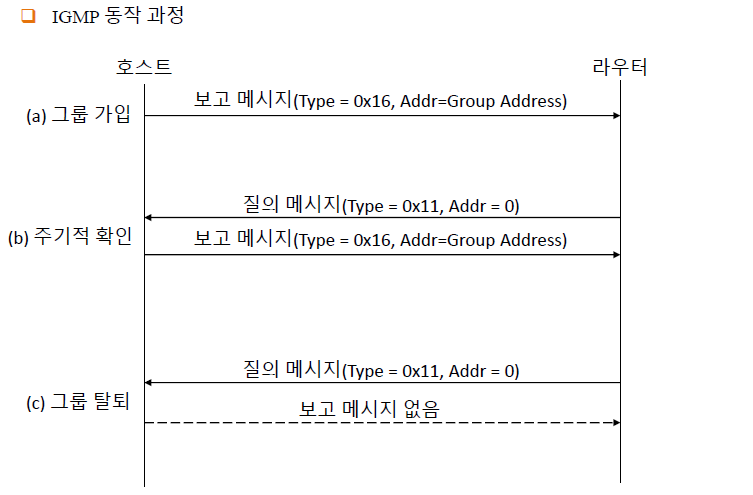 IGMP 동작 과정
호스트
라우터
보고 메시지(Type = 0x16, Addr=Group Address)
(a) 그룹 가입
질의 메시지(Type = 0x11, Addr = 0)
(b) 주기적 확인
보고 메시지(Type = 0x16, Addr=Group Address)
질의 메시지(Type = 0x11, Addr = 0)
(c) 그룹 탈퇴
보고 메시지 없음